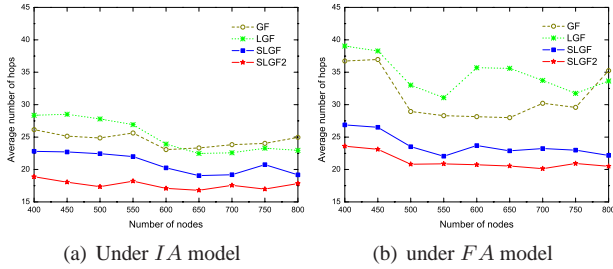 45
40
35
30
25
20
15
Average number of hops
GF
LGF
SLGF
SLGF2
400 450 500 550 600 650 700 750 800
Number of nodes
(a) Under IA model
45
40
35
30
25
20
15
Average number of hops
GF
LGF
SLGF
SLGF2
400 450 500 550 600 650 700 750 800
Number of nodes
(b) under FA model